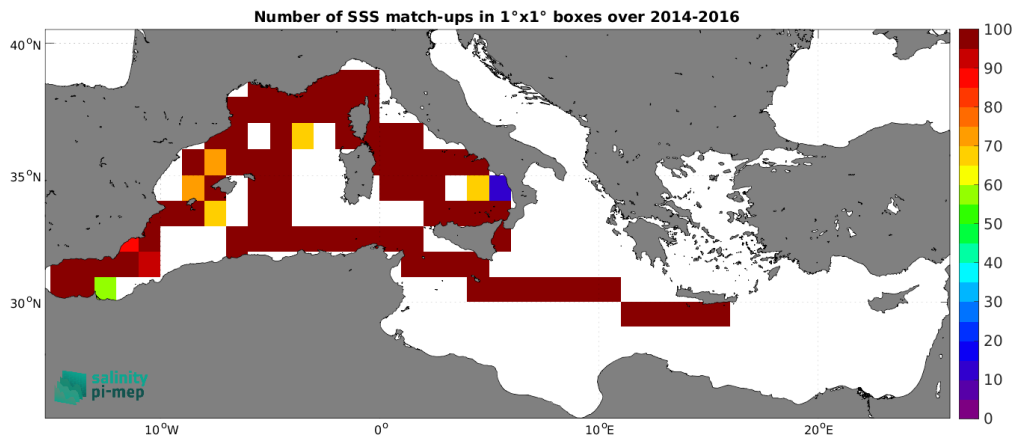 Number of SSS match-ups in 1°x1° boxes over 2014-2016
40°N
35°N
30°N
10°W
0°
10°E
20°E
100
90
80
70
60
50
40
30
20
10
0
salinity
pi-mep